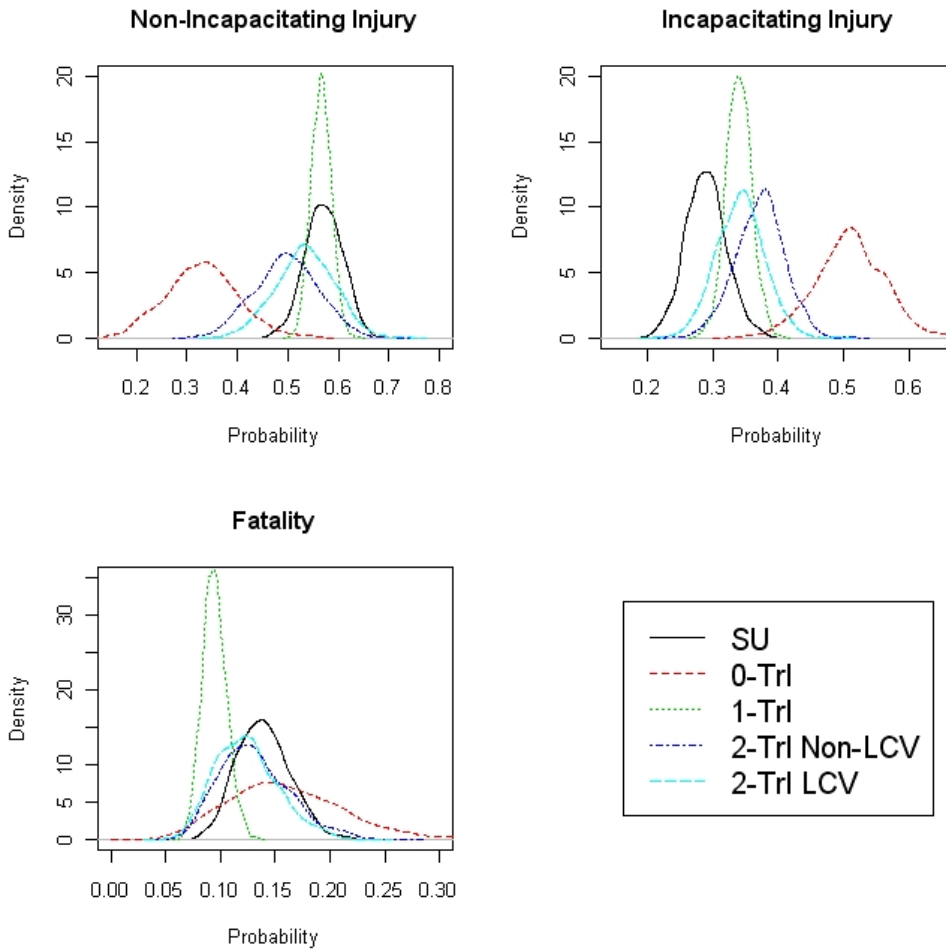 Non-Incapacitating Injury
Density
0 5 10 15 20
0.2 0.3 0.4 0.5 0.6 0.7 0.8
Probability
Incapacitating Injury
Density
0 5 10 15 20
0.2 0.3 0.4 0.5 0.6
Probability
Fatality
Density
0 5 10 20 30
0.00 0.05 0.10 0.15 0.20 0.25 0.30
Probability
SU
0-Trl
1-Trl
2-Trl Non-LCV
2-Trl LCV